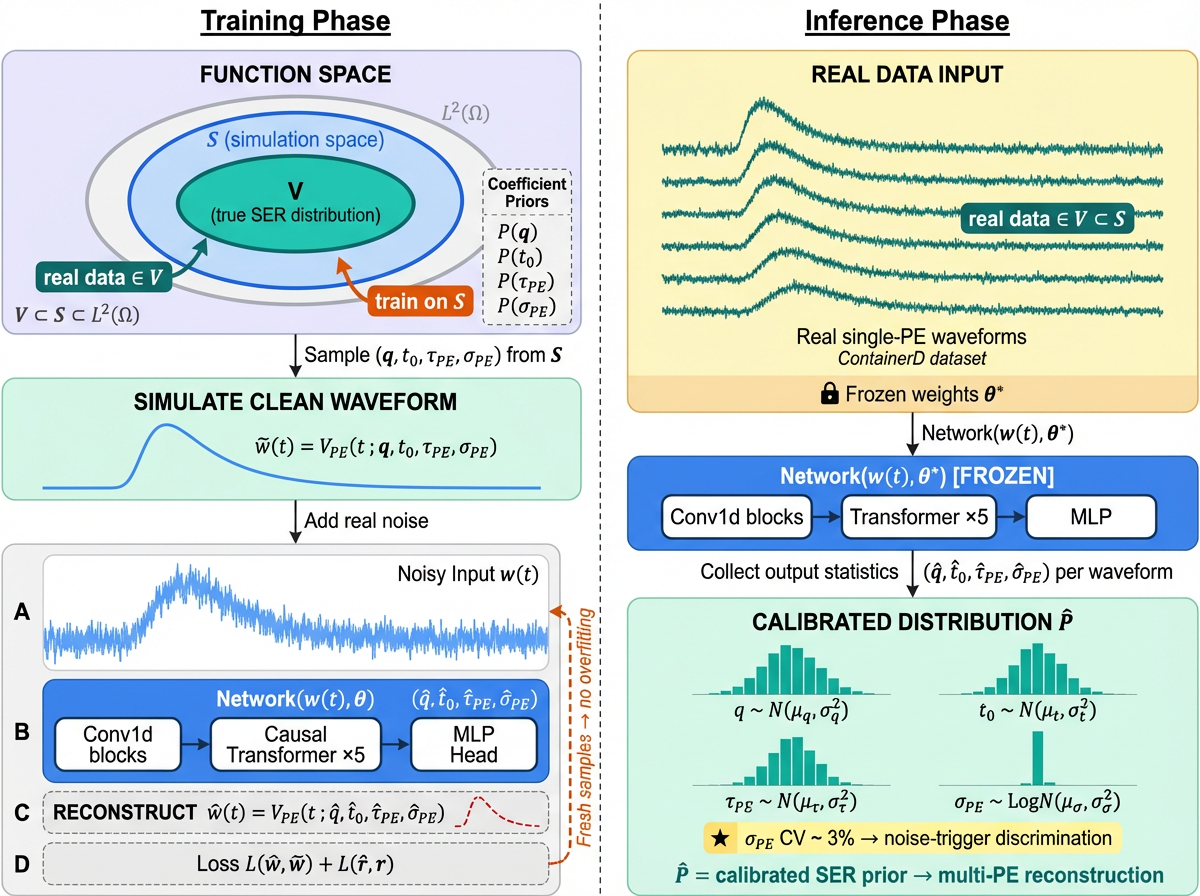 Training Phase
FUNCTION SPACE
L²(Ω)
S (simulation space)
V
(true SER distribution)
Coefficient
Priors
P(q)
P(t₀)
P(τ_PE)
P(σ_PE)
real data ∈ V
train on S
V ⊂ S ⊂ L²(Ω)
Sample (q, t₀, τ_PE, σ_PE) from S
SIMULATE CLEAN WAVEFORM
w̃(t) = V_PE(t ; q, t₀, τ_PE, σ_PE)
Add real noise
A
Noisy Input w(t)
B
Network(w(t), θ) (q̂, t̂₀, τ̂_PE, σ̂_PE)
Conv1d
blocks
Causal
Transformer ×5
MLP
Head
C
RECONSTRUCT ŵ(t) = V_PE(t ; q̂, t̂₀, τ̂_PE, σ̂_PE)
D
Loss L(ŵ, w̃) + L(r̂, r)
Fresh samples → no overfitting
Inference Phase
REAL DATA INPUT
real data ∈ V ⊂ S
Real single-PE waveforms
ContainerD dataset
Frozen weights θ*
Network(w(t), θ*)
Network(w(t), θ*) [FROZEN]
Conv1d blocks
Transformer ×5
MLP
Collect output statistics (q̂, t̂₀, τ̂_PE, σ̂_PE) per waveform
CALIBRATED DISTRIBUTION P̂
q ~ N(μ_q, σ_q²)
t₀ ~ N(μ_t, σ_t²)
τ_PE ~ N(μ_τ, σ_τ²)
σ_PE ~ LogN(μ_σ, σ_σ²)
★ σ_PE CV ~ 3% → noise-trigger discrimination
P̂ = calibrated SER prior → multi-PE reconstruction